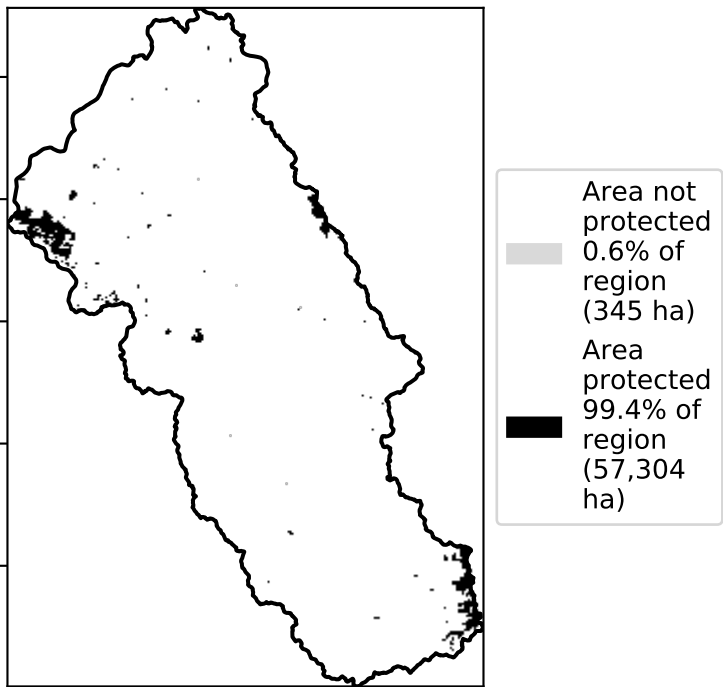 Area not
protected
0.6% of
region
(345 ha)
Area
protected
99.4% of
region
(57,304
ha)